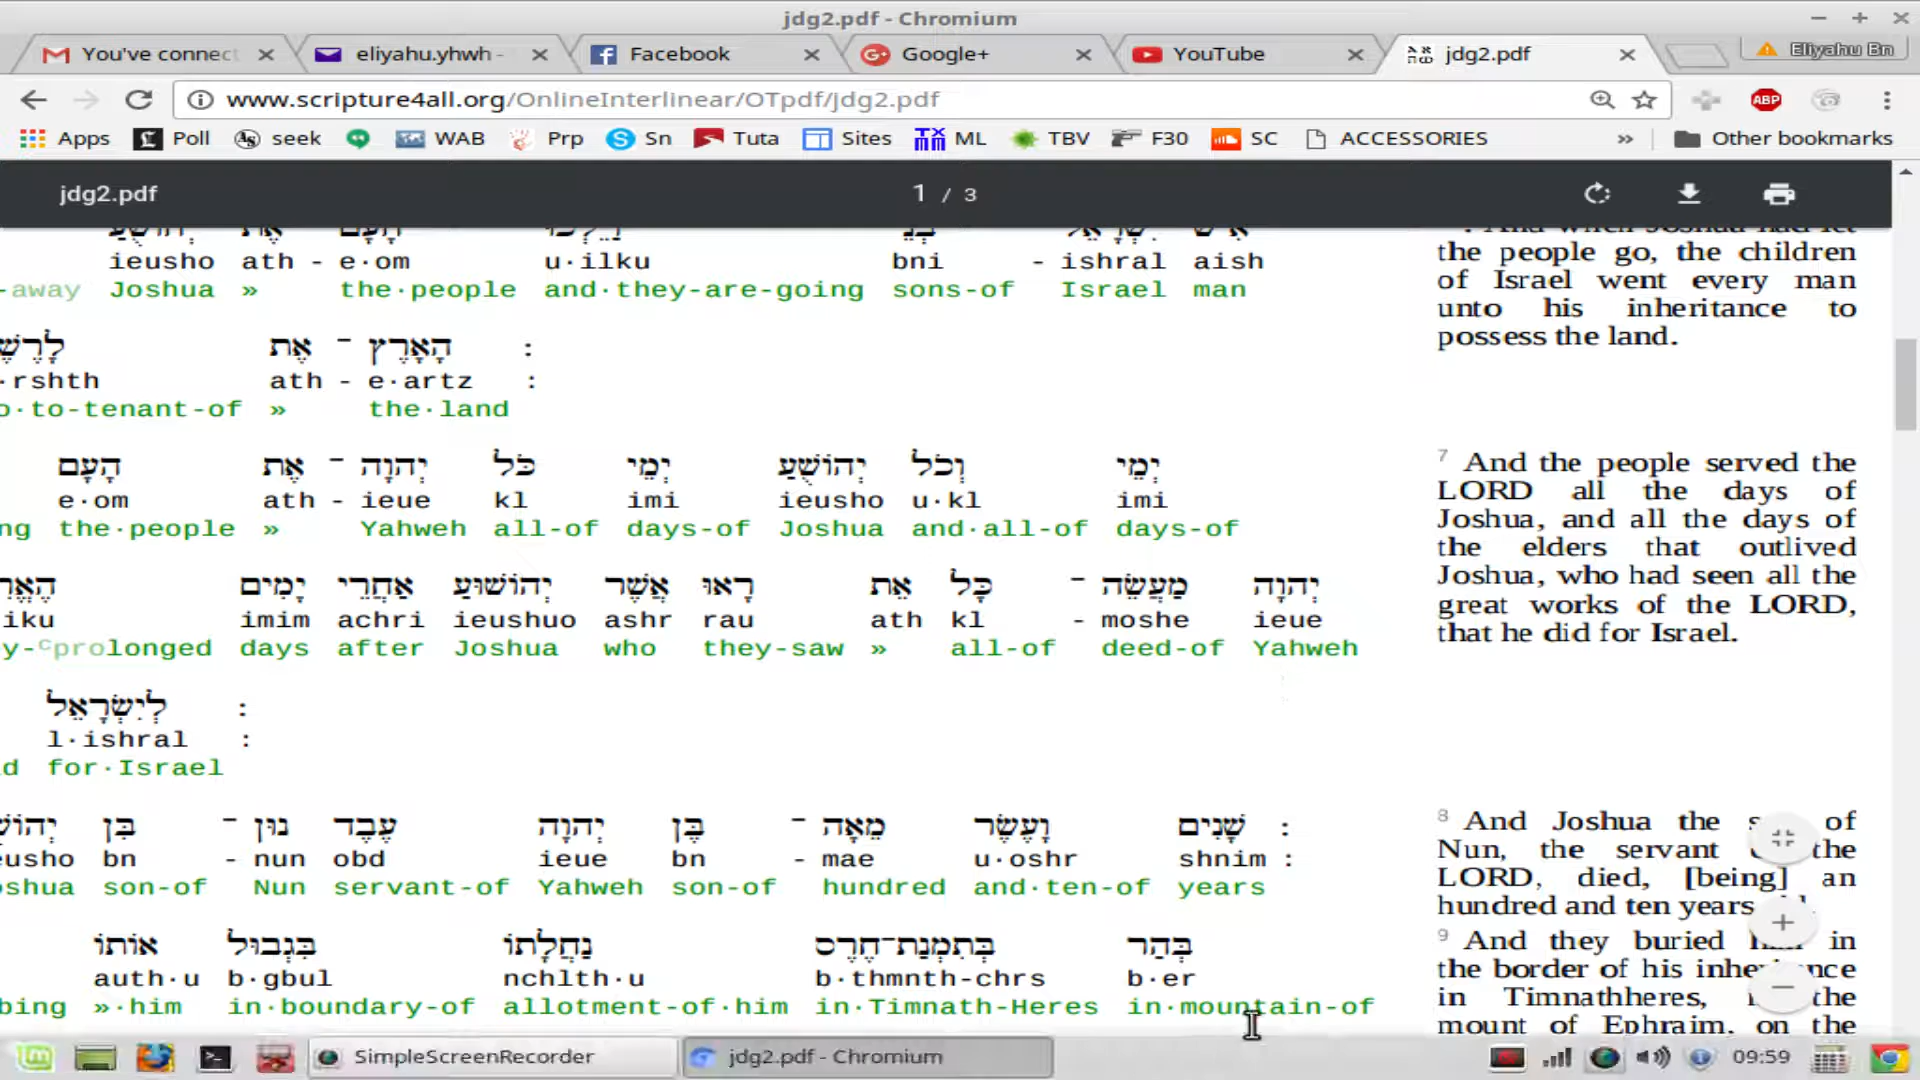 jdg2.pdf - Chromium
You've connect
eliyahu.yhwh -
Facebook
Google+
YouTube
jdg2.pdf
Eliyahu Bn
www.scripture4all.org/OnlineInterlinear/OTpdf/jdg2.pdf
ABP
Apps Poll seek WAB Prp Sn Tuta Sites ML TBV F30 SC ACCESSORIES » Other bookmarks
jdg2.pdf 1 / 3
ieusho ath - e·om u·ilku bni - ishral aish
-away Joshua » the·people and·they-are-going sons-of Israel man
the people go, the children
of Israel went every man
unto his inheritance to
possess the land.
אֶת ־ הָאָרֶץ :
·rshth ath - e·artz :
to-tenant-of » the·land
הָעָם אֶת ־ יְהוָה כֹּל יְמֵי יְהוֹשֻׁעַ וְכֹל יְמֵי
e·om ath - ieue kl imi ieusho u·kl imi
ng the·people » Yahweh all-of days-of Joshua and·all-of days-of
יָמִים אַחֲרֵי יְהוֹשׁוּעַ אֲשֶׁר רָאוּ אֵת כָּל ־ מַעֲשֵׂה יְהוָה
iku imim achri ieushuo ashr rau ath kl - moshe ieue
y-cprolonged days after Joshua who they-saw » all-of deed-of Yahweh
לְיִשְׂרָאֵל :
l·ishral :
d for·Israel
7 And the people served the
LORD all the days of
Joshua, and all the days of
the elders that outlived
Joshua, who had seen all the
great works of the LORD,
that he did for Israel.
בִּן ־ נוּן עֶבֶד יְהוָה בֶּן ־ מֵאָה וָעֶשֶׂר שָׁנִים :
eusho bn - nun obd ieue bn - mae u·oshr shnim :
oshua son-of Nun servant-of Yahweh son-of hundred and·ten-of years
8 And Joshua the of
Nun, the servant the
LORD, died, [being] an
hundred and ten years
אוֹתוֹ בִּגְבוּל נַחֲלָתוֹ בְּתִמְנַת־חֶרֶס בְּהַר
auth·u b·gbul nchlth·u b·thmnth-chrs b·er
bing »·him in·boundary-of allotment-of·him in·Timnath-Heres in·mountain-of
9 And they buried in
the border of his
in Timnathheres, the
mount of Ephraim, on the
SimpleScreenRecorder
jdg2.pdf - Chromium
09:59